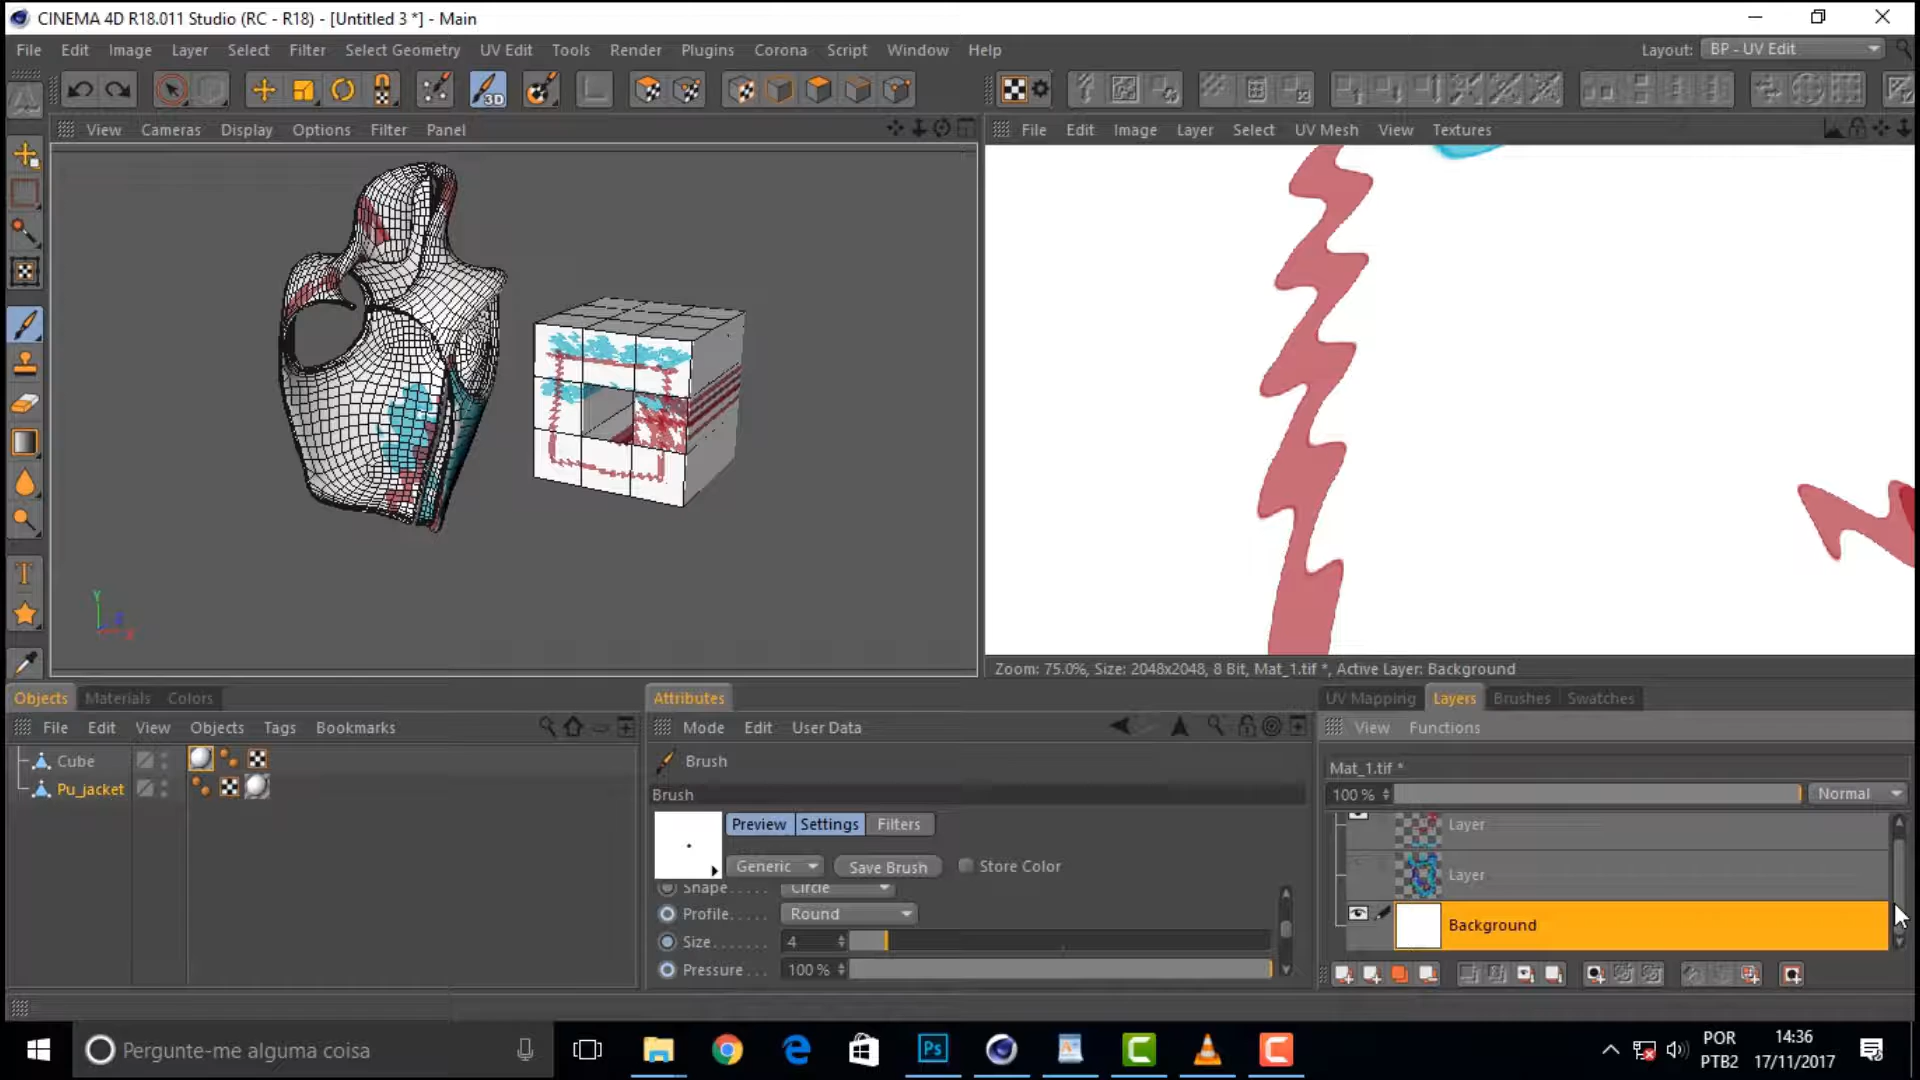 CINEMA 4D R18.011 Studio (RC - R18) - [Untitled 3 *] - Main
File Edit Image Layer Select Filter Select Geometry UV Edit Tools Render Plugins Corona Script Window Help
Layout: BP - UV Edit
3D
View Cameras Display Options Filter Panel
File Edit Image Layer Select UV Mesh View Textures
Y
Zoom: 75.0%, Size: 2048x2048, 8 Bit, Mat_1.tif *, Active Layer: Background
Objects Materials Colors
Attributes
UV Mapping Layers Brushes Swatches
File Edit View Objects Tags Bookmarks
Mode Edit User Data
View Functions
Cube
Pu_jacket
Brush
Brush
Preview Settings Filters
Generic Save Brush Store Color
Shape Circle
Profile Round
Size 4
Pressure 100 %
Mat_1.tif *
100 % Normal
Layer
Layer
Background
Pergunte-me alguma coisa
Ps
POR
PTB2
14:36
17/11/2017